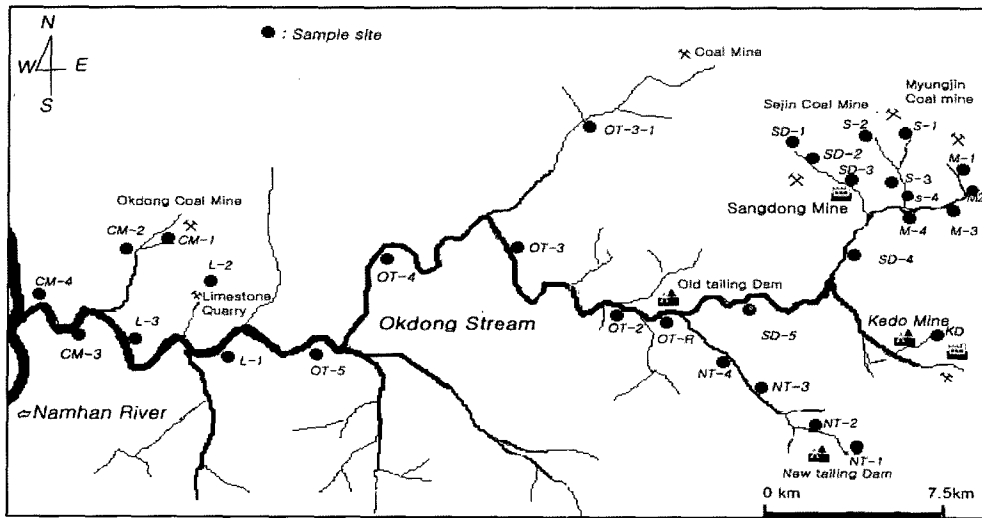 N
W E
S
: Sample site
Coal Mine
OT-3-1
Myungjin
Coal mine
Sejin Coal Mine
S-2
S-1
SD-1
SD-2
SD-3
M-1
S-3
s-4
M2
M-4
M-3
Sangdong Mine
Okdong Coal Mine
CM-2
CM-1
L-2
OT-4
OT-3
SD-4
CM-4
Limestone
Quarry
Old tailing Dam
L-3
CM-3
L-1
OT-5
Okdong Stream
OT-2
OT-R
SD-5
Kedo Mine
KD
NT-4
NT-3
⇦Namhan River
NT-2
NT-1
New tailing Dam
0 km 7.5km